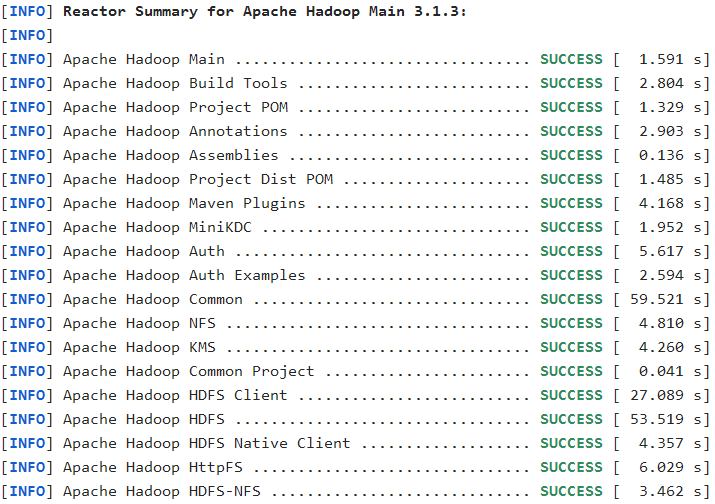 [INFO] Reactor Summary for Apache Hadoop Main 3.1.3:
[INFO]
[INFO] Apache Hadoop Main ................................. SUCCESS [  1.591 s]
[INFO] Apache Hadoop Build Tools .......................... SUCCESS [  2.804 s]
[INFO] Apache Hadoop Project POM .......................... SUCCESS [  1.329 s]
[INFO] Apache Hadoop Annotations .......................... SUCCESS [  2.903 s]
[INFO] Apache Hadoop Assemblies ........................... SUCCESS [  0.136 s]
[INFO] Apache Hadoop Project Dist POM ..................... SUCCESS [  1.485 s]
[INFO] Apache Hadoop Maven Plugins ........................ SUCCESS [  4.168 s]
[INFO] Apache Hadoop MiniKDC .............................. SUCCESS [  1.952 s]
[INFO] Apache Hadoop Auth ................................. SUCCESS [  5.617 s]
[INFO] Apache Hadoop Auth Examples ........................ SUCCESS [  2.594 s]
[INFO] Apache Hadoop Common ............................... SUCCESS [ 59.521 s]
[INFO] Apache Hadoop NFS .................................. SUCCESS [  4.810 s]
[INFO] Apache Hadoop KMS .................................. SUCCESS [  4.260 s]
[INFO] Apache Hadoop Common Project ....................... SUCCESS [  0.041 s]
[INFO] Apache Hadoop HDFS Client .......................... SUCCESS [ 27.089 s]
[INFO] Apache Hadoop HDFS ................................. SUCCESS [ 53.519 s]
[INFO] Apache Hadoop HDFS Native Client ................... SUCCESS [  4.357 s]
[INFO] Apache Hadoop HttpFS ............................... SUCCESS [  6.029 s]
[INFO] Apache Hadoop HDFS-NFS ............................. SUCCESS [  3.462 s]